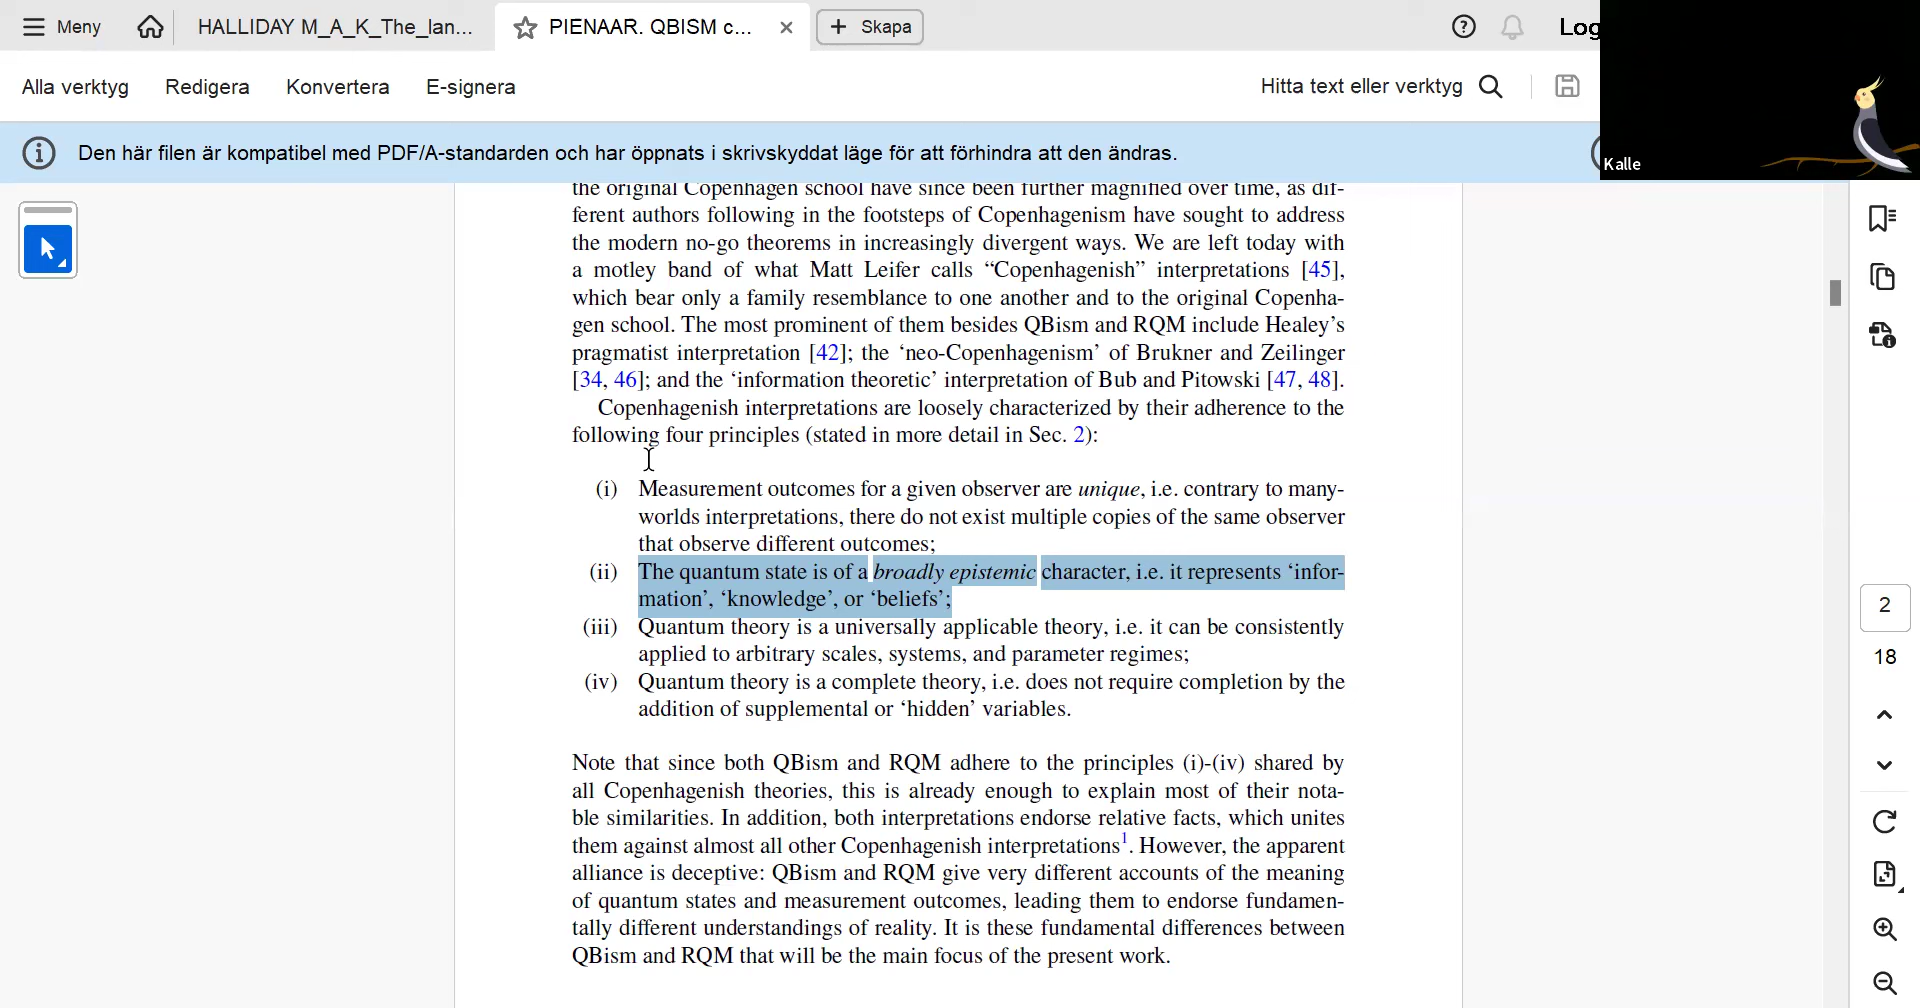 Meny
HALLIDAY M_A_K_The_lan...
PIENAAR. QBISM c...
Skapa
Log
Alla verktyg
Redigera
Konvertera
E-signera
Hitta text eller verktyg
Kalle
Den här filen är kompatibel med PDF/A-standarden och har öppnats i skrivskyddat läge för att förhindra att den ändras.
the original Copenhagen school have since been further magnified over time, as dif-
ferent authors following in the footsteps of Copenhagenism have sought to address
the modern no-go theorems in increasingly divergent ways. We are left today with
a motley band of what Matt Leifer calls “Copenhagenish” interpretations [45],
which bear only a family resemblance to one another and to the original Copenha-
gen school. The most prominent of them besides QBism and RQM include Healey’s
pragmatist interpretation [42]; the ‘neo-Copenhagenism’ of Brukner and Zeilinger
[34, 46]; and the ‘information theoretic’ interpretation of Bub and Pitowski [47, 48].
Copenhagenish interpretations are loosely characterized by their adherence to the
following four principles (stated in more detail in Sec. 2):
(i) Measurement outcomes for a given observer are unique, i.e. contrary to many-
worlds interpretations, there do not exist multiple copies of the same observer
that observe different outcomes;
(ii) The quantum state is of a broadly epistemic character, i.e. it represents ‘infor-
mation’, ‘knowledge’, or ‘beliefs’;
(iii) Quantum theory is a universally applicable theory, i.e. it can be consistently
applied to arbitrary scales, systems, and parameter regimes;
(iv) Quantum theory is a complete theory, i.e. does not require completion by the
addition of supplemental or ‘hidden’ variables.
Note that since both QBism and RQM adhere to the principles (i)-(iv) shared by
all Copenhagenish theories, this is already enough to explain most of their nota-
ble similarities. In addition, both interpretations endorse relative facts, which unites
them against almost all other Copenhagenish interpretations1. However, the apparent
alliance is deceptive: QBism and RQM give very different accounts of the meaning
of quantum states and measurement outcomes, leading them to endorse fundamen-
tally different understandings of reality. It is these fundamental differences between
QBism and RQM that will be the main focus of the present work.
2
18